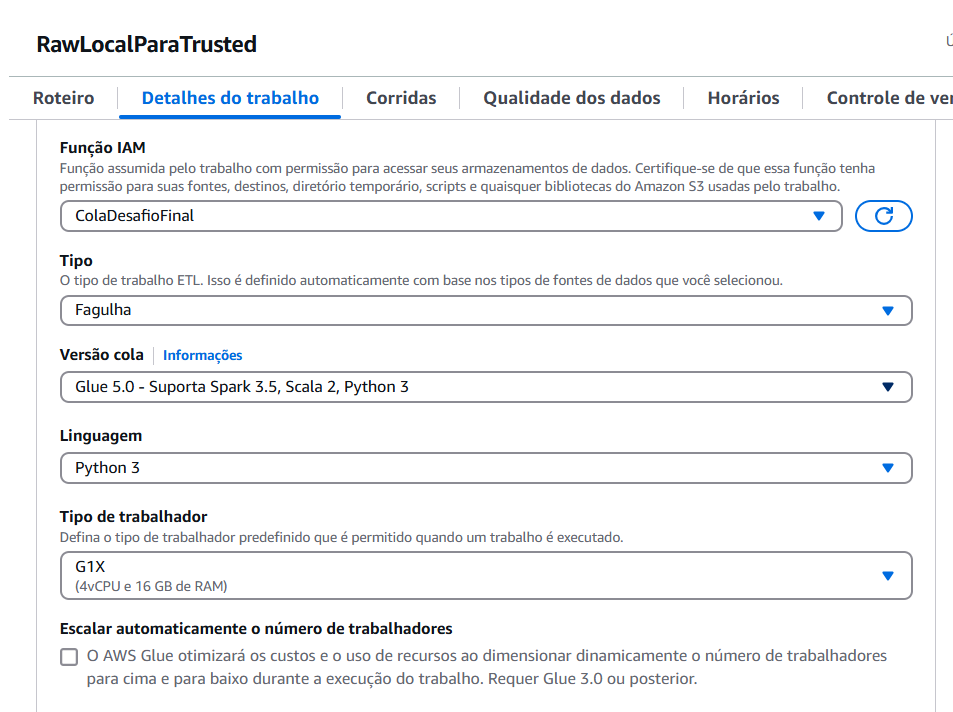 RawLocalParaTrusted
Roteiro
Detalhes do trabalho
Corridas
Qualidade dos dados
Horários
Controle de ver
Função IAM
Função assumida pelo trabalho com permissão para acessar seus armazenamentos de dados. Certifique-se de que essa função tenha
permissão para suas fontes, destinos, diretório temporário, scripts e quaisquer bibliotecas do Amazon S3 usadas pelo trabalho.
ColaDesafioFinal
Tipo
O tipo de trabalho ETL. Isso é definido automaticamente com base nos tipos de fontes de dados que você selecionou.
Fagulha
Versão cola
Informações
Glue 5.0 - Suporta Spark 3.5, Scala 2, Python 3
Linguagem
Python 3
Tipo de trabalhador
Defina o tipo de trabalhador predefinido que é permitido quando um trabalho é executado.
G1X
(4vCPU e 16 GB de RAM)
Escalar automaticamente o número de trabalhadores
O AWS Glue otimizará os custos e o uso de recursos ao dimensionar dinamicamente o número de trabalhadores
para cima e para baixo durante a execução do trabalho. Requer Glue 3.0 ou posterior.